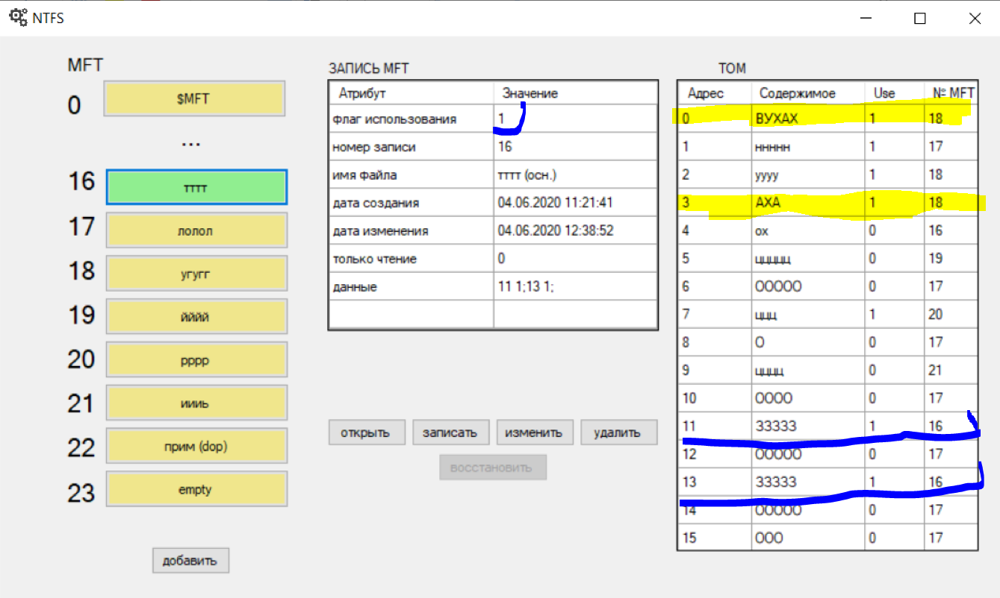 NTFS
MFT
0 $MFT
...
16 тттт
17 лолол
18 угугг
19 йййй
20 рррр
21 иииь
22 прим (dop)
23 empty
добавить
ЗАПИСЬ MFT
Атрибут Значение
флаг использования 1
номер записи 16
имя файла тттт (осн.)
дата создания 04.06.2020 11:21:41
дата изменения 04.06.2020 12:38:52
только чтение 0
данные 11 1;13 1;
открыть записать изменить удалить
восстановить
ТОМ
Адрес Содержимое Use № MFT
0 ВУХАХ 1 18
1 ннннн 1 17
2 уууу 1 18
3 АХА 1 18
4 ох 0 16
5 ццццц 0 19
6 ООООО 0 17
7 ццц 1 20
8 О 0 17
9 цццц 0 21
10 ОООО 0 17
11 33333 1 16
12 ООООО 0 17
13 33333 1 16
14 ООООО 0 17
15 ООО 0 17